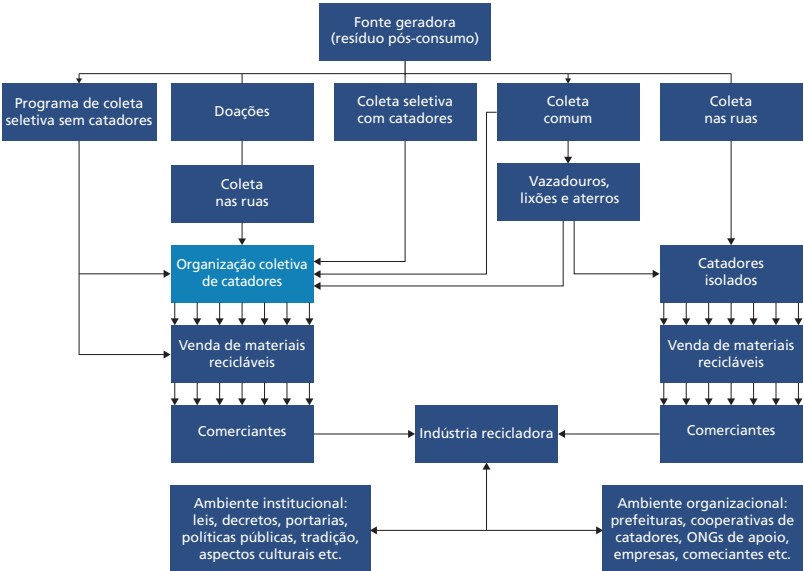 Fonte geradora
(resíduo pós-consumo)
Programa de coleta
seletiva sem catadores
Doações
Coleta seletiva
com catadores
Coleta
comum
Coleta
nas ruas
Coleta
nas ruas
Vazadouros,
lixões e aterros
Organização coletiva
de catadores
Catadores
isolados
Venda de materiais
recicláveis
Venda de materiais
recicláveis
Comerciantes
Indústria recicladora
Comerciantes
Ambiente institucional:
leis, decretos, portarias,
políticas públicas, tradição,
aspectos culturais etc.
Ambiente organizacional:
prefeituras, cooperativas de
catadores, ONGs de apoio,
empresas, comeciantes etc.